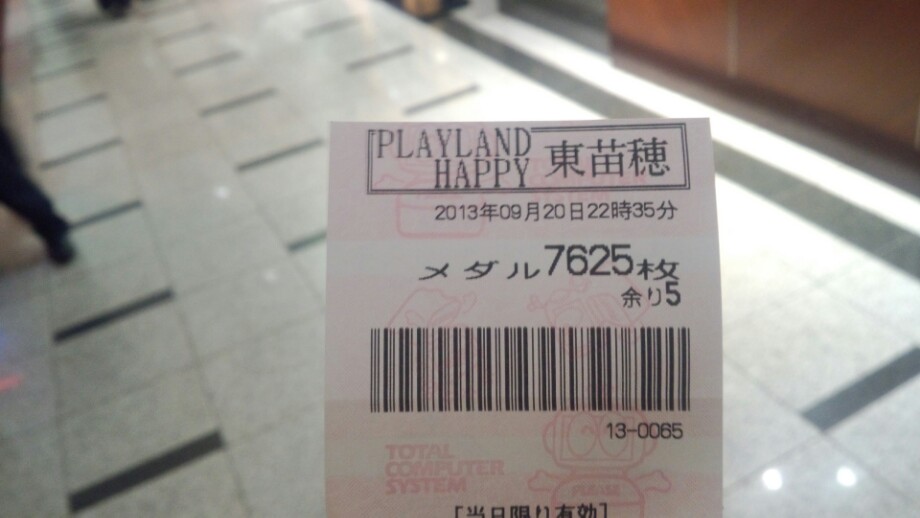 PLAYLAND
HAPPY 東苗穂
2013年09月20日22時35分
メダル7625枚
余り5
13-0065
TOTAL
COMPUTER
SYSTEM
PLEASE
[当日限り有効]